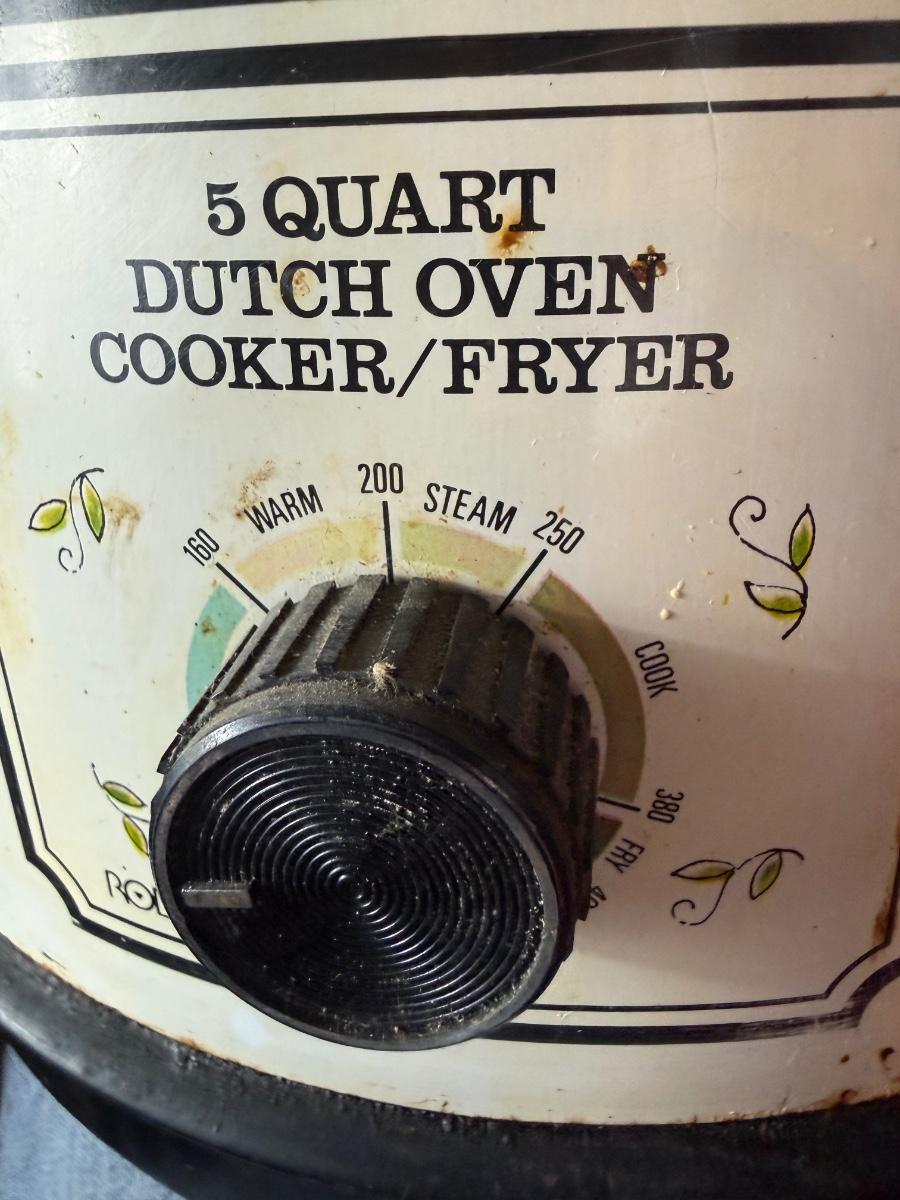 5 QUART
DUTCH OVEN
COOKER/FRYER
160 WARM 200 STEAM 250
COOK
380
FRY